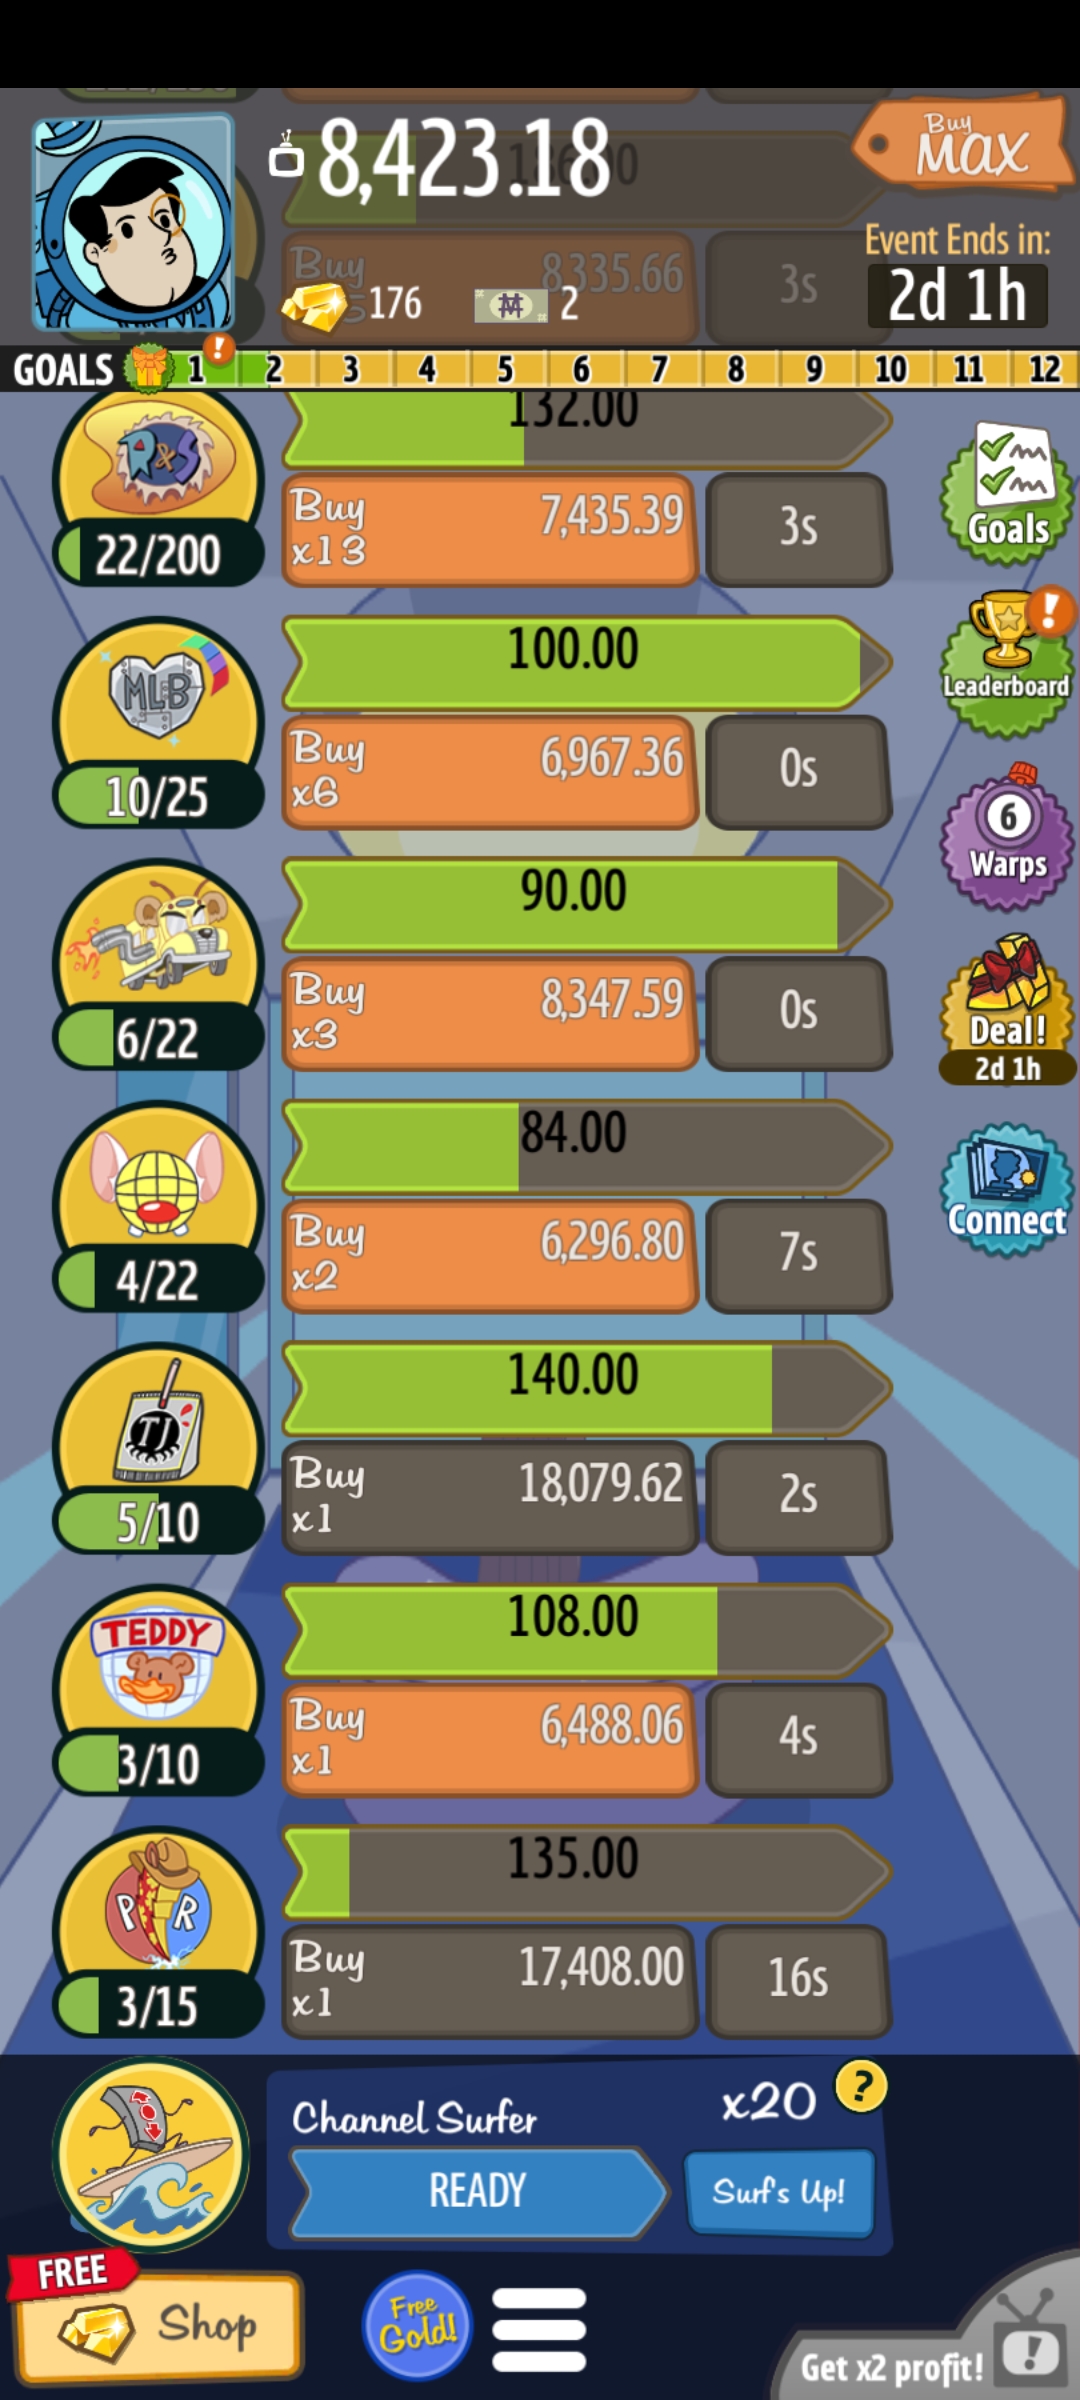 8,423.18
Buy
MAX
186.00
Buy
8335.66
3s
Event Ends in:
2d 1h
176
2
GOALS 1 ! 2 3 4 5 6 7 8 9 10 11 12
132.00
R&S
22/200
Buy
x13
7,435.39
3s
Goals
100.00
MLB
10/25
Buy
x6
6,967.36
0s
!
Leaderboard
90.00
6/22
Buy
x3
8,347.59
0s
6
Warps
Deal!
2d 1h
84.00
4/22
Buy
x2
6,296.80
7s
Connect
140.00
TJ
5/10
Buy
x1
18,079.62
2s
108.00
TEDDY
3/10
Buy
x1
6,488.06
4s
135.00
P R
3/15
Buy
x1
17,408.00
16s
Channel Surfer
x20
?
READY
Surf's Up!
FREE
Shop
Free
Gold!
Get x2 profit!
!